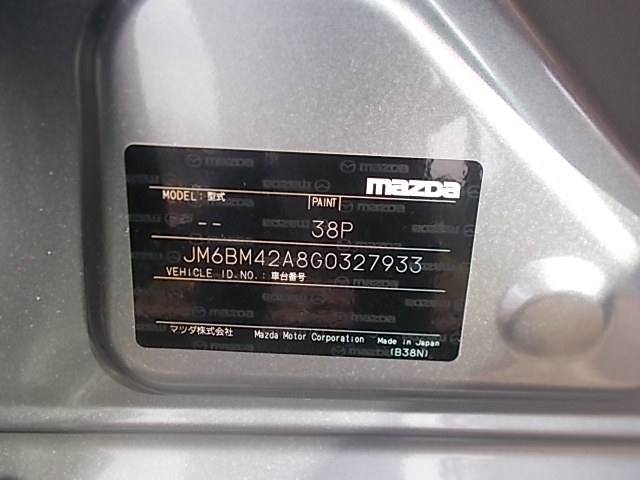 mazda
MODEL:型式 PAINT
-- 38P
JM6BM42A8G0327933
VEHICLE ID.NO.:車台番号
マツダ株式会社 Mazda Motor Corporation Made in Japan
(B38N)